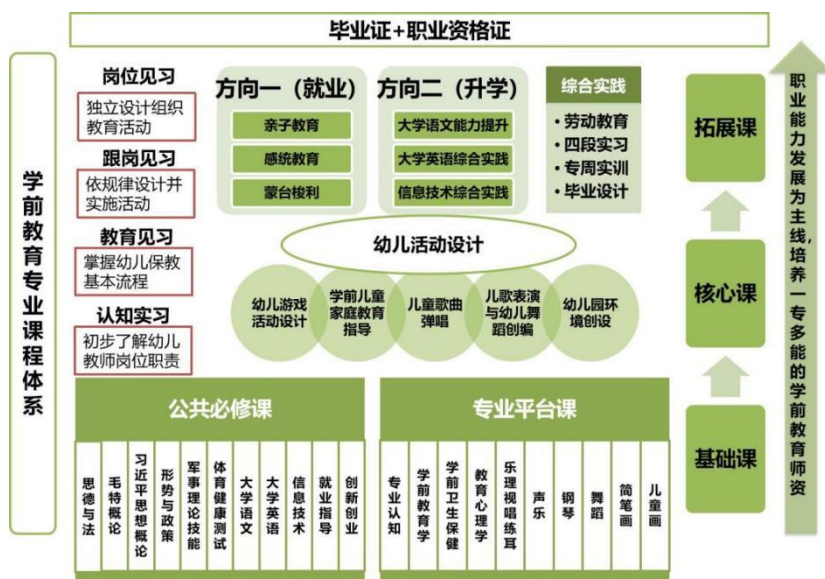 毕业证+职业资格证
学前教育专业课程体系
岗位见习
独立设计组织
教育活动
跟岗见习
依规律设计并
实施活动
教育见习
掌握幼儿保教
基本流程
认知实习
初步了解幼儿
教师岗位职责
方向一（就业）
亲子教育
感统教育
蒙台梭利
方向二（升学）
大学语文能力提升
大学英语综合实践
信息技术综合实践
综合实践
•劳动教育
•四段实习
•专周实训
•毕业设计
幼儿活动设计
幼儿游戏
活动设计
学前儿童
家庭教育
指导
儿童歌曲
弹唱
儿歌表演
与幼儿舞
蹈创编
幼儿园环
境创设
公共必修课
思德与法
毛特概论
习近平思想概论
形势与政策
军事理论技能
体育健康测试
大学语文
大学英语
信息技术
就业指导
创新创业
专业平台课
专业认知
学前教育学
学前卫生保健
教育心理学
乐理视唱练耳
声乐
钢琴
舞蹈
简笔画
儿童画
拓展课
核心课
基础课
职业能力发展为主线,培养一专多能的学前教育师资